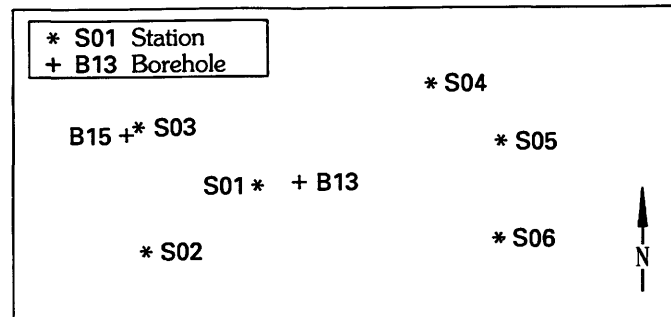 * S01 Station
+ B13 Borehole
* S04
B15 + * S03
* S05
S01 * + B13
* S02
* S06
N